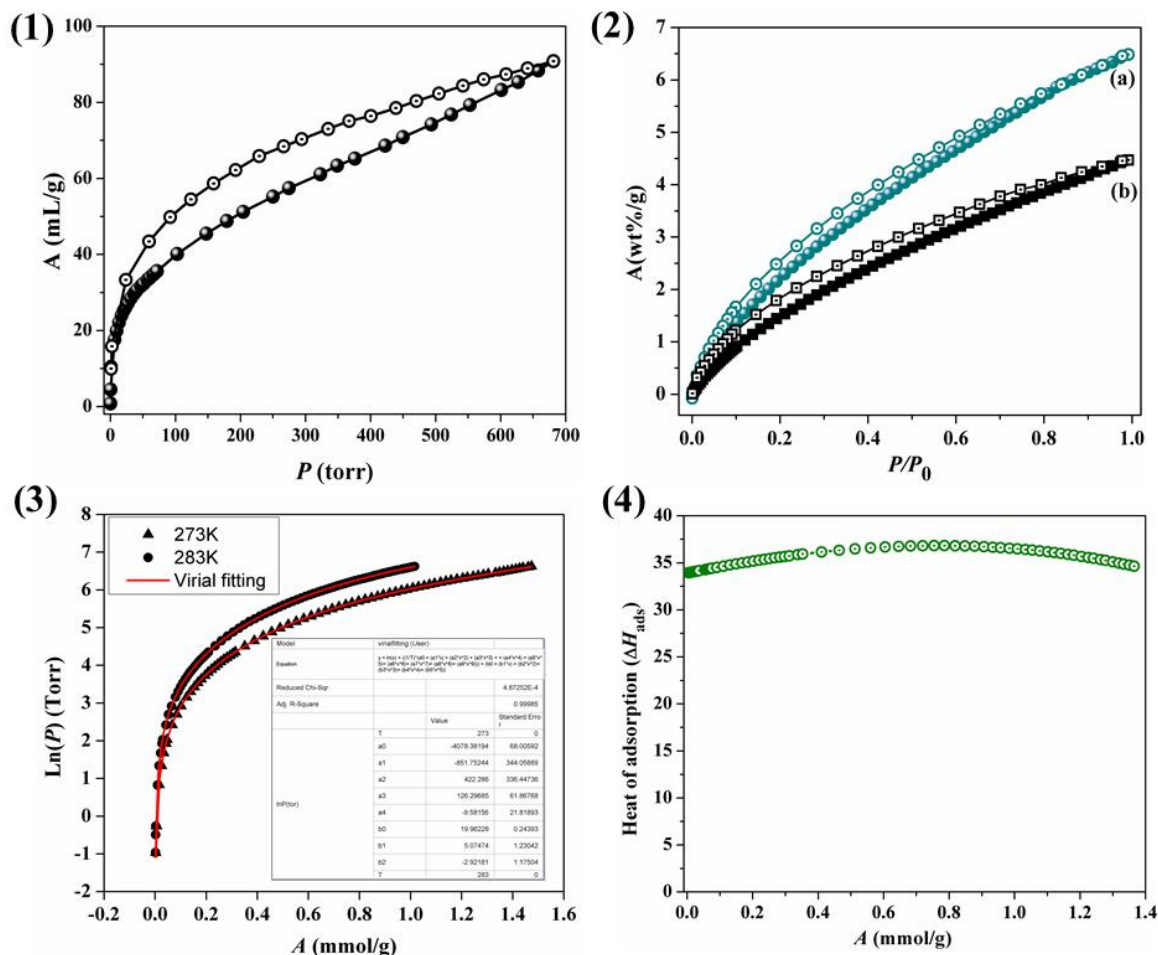 (1)
100
80
60
40
20
0
A (mL/g)
0 100 200 300 400 500 600 700
P (torr)
(2)
7
6
5
4
3
2
1
0
A(wt%/g)
(a)
(b)
0.0 0.2 0.4 0.6 0.8 1.0
P/P0
(3)
8
7
6
5
4
3
2
1
0
-1
-2
Ln(P) (Torr)
273K
283K
Virial fitting
Model virialfitting (User)
Equation
Reduced Chi-Sqr 4.87252E-4
Adj. R-Square 0.99985
Value Standard Erro
r
T 273 0
a0 -4078.38194 68.00592
a1 -851.75244 344.05889
a2 422.286 336.44736
a3 126.29685 61.86768
a4 -9.58156 21.81893
lnP(tor)
b0 19.96228 0.24393
b1 5.07474 1.23042
b2 -2.92181 1.17504
T 283 0
-0.2 0.0 0.2 0.4 0.6 0.8 1.0 1.2 1.4 1.6
A (mmol/g)
(4)
40
35
30
25
20
15
10
5
0
Heat of adsorption (ΔHads)
0.0 0.2 0.4 0.6 0.8 1.0 1.2 1.4
A (mmol/g)